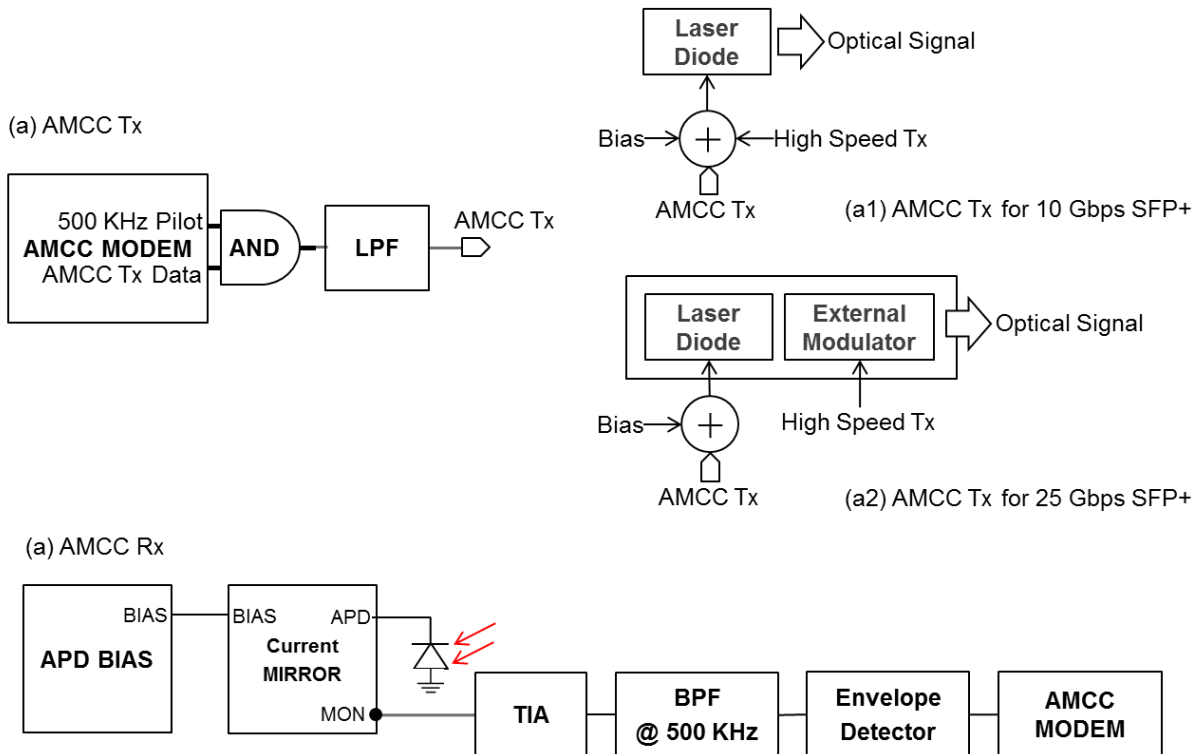 Laser
Diode
Optical Signal
(a) AMCC Tx
Bias
+
High Speed Tx
AMCC Tx
(a1) AMCC Tx for 10 Gbps SFP+
500 KHz Pilot
AMCC MODEM
AMCC Tx Data
AND
LPF
AMCC Tx
Laser
Diode
External
Modulator
Optical Signal
Bias
+
High Speed Tx
AMCC Tx
(a2) AMCC Tx for 25 Gbps SFP+
(a) AMCC Rx
BIAS
APD BIAS
BIAS
APD
Current
MIRROR
MON
TIA
BPF
@ 500 KHz
Envelope
Detector
AMCC
MODEM